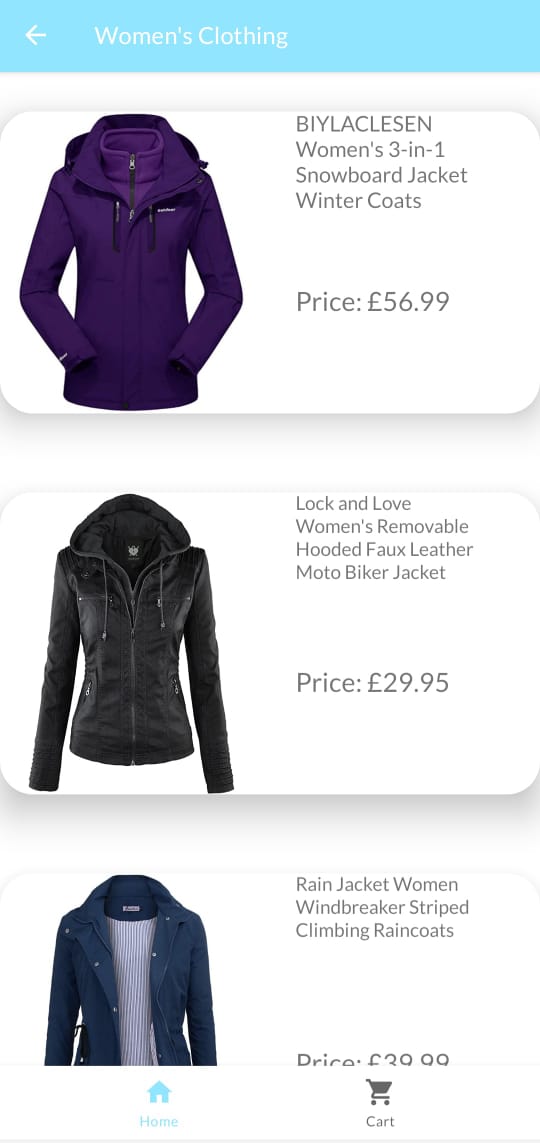 Women's Clothing
BIYLACLESEN
Women's 3-in-1
Snowboard Jacket
Winter Coats
Price: £56.99
Lock and Love
Women's Removable
Hooded Faux Leather
Moto Biker Jacket
Price: £29.95
Rain Jacket Women
Windbreaker Striped
Climbing Raincoats
Price: £39.99
Home
Cart